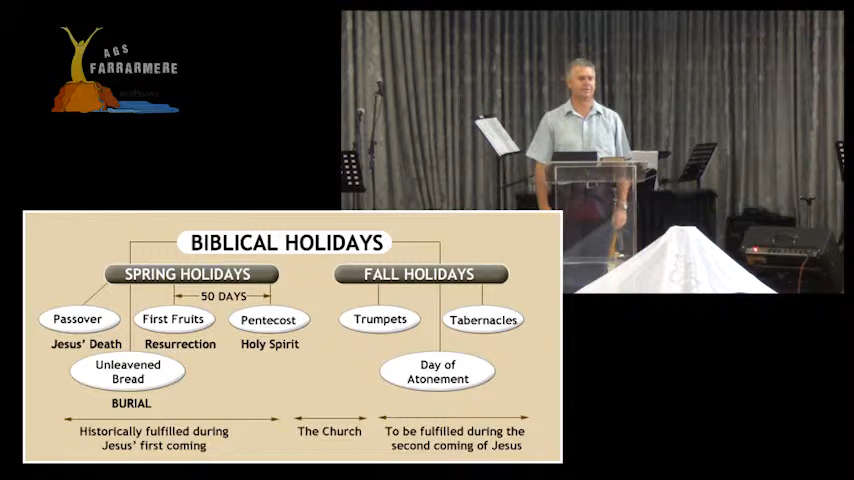 AGS
FARRARMERE
BIBLICAL HOLIDAYS
SPRING HOLIDAYS
FALL HOLIDAYS
50 DAYS
Passover
First Fruits
Pentecost
Trumpets
Tabernacles
Jesus' Death
Resurrection
Holy Spirit
Unleavened
Bread
Day of
Atonement
BURIAL
Historically fulfilled during
Jesus' first coming
The Church
To be fulfilled during the
second coming of Jesus